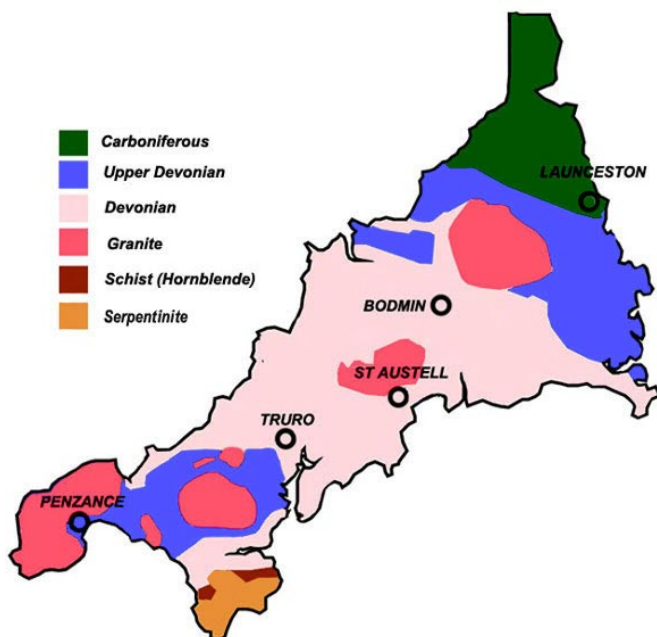 Carboniferous
Upper Devonian
Devonian
Granite
Schist (Hornblende)
Serpentinite
LAUNCESTON
BODMIN
ST AUSTELL
TRURO
PENZANCE